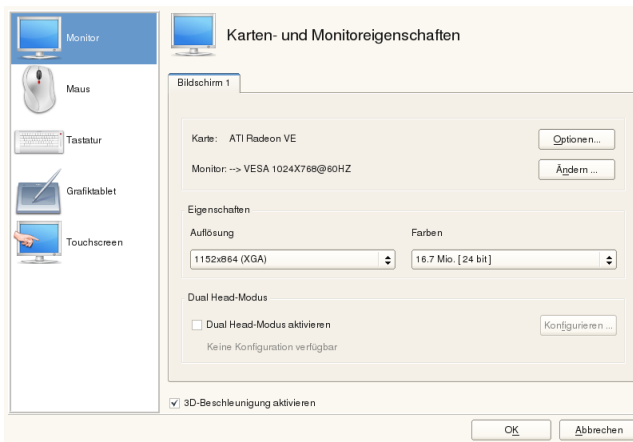 Monitor
Maus
Tastatur
Grafiktablet
Touchscreen
Karten- und Monitoreigenschaften
Bildschirm 1
Karte: ATI Radeon VE
Optionen...
Monitor: --> VESA 1024X768@60HZ
Ändern ...
Eigenschaften
Auflösung
Farben
1152x864 (XGA)
16.7 Mio. [ 24 bit ]
Dual Head-Modus
Dual Head-Modus aktivieren
Konfigurieren ...
Keine Konfiguration verfügbar
3D-Beschleunigung aktivieren
OK
Abbrechen